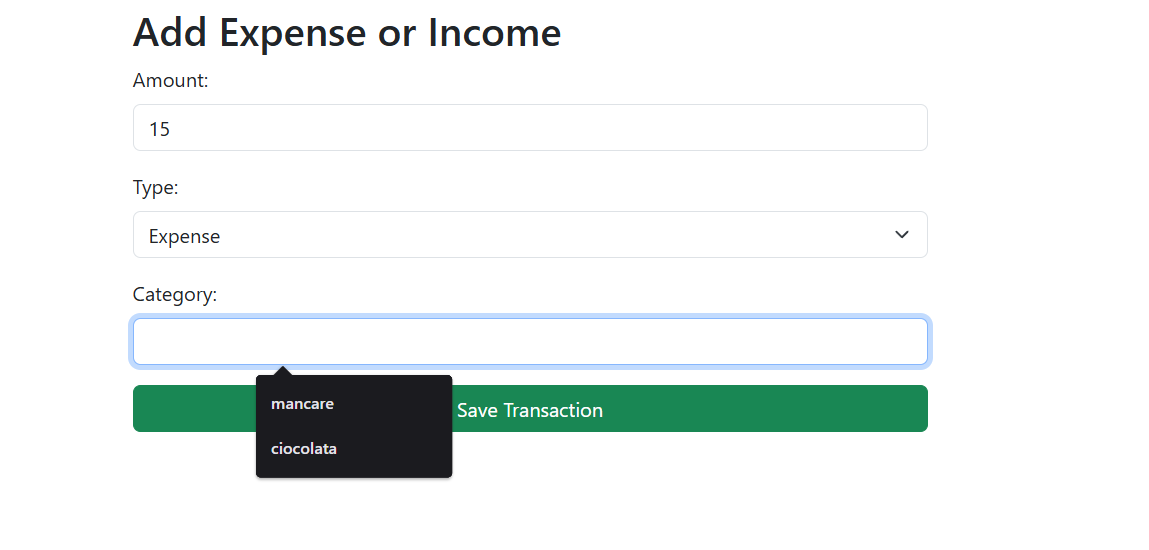 Add Expense or Income
Amount:
15
Type:
Expense
Category:
Save Transaction
mancare
ciocolata